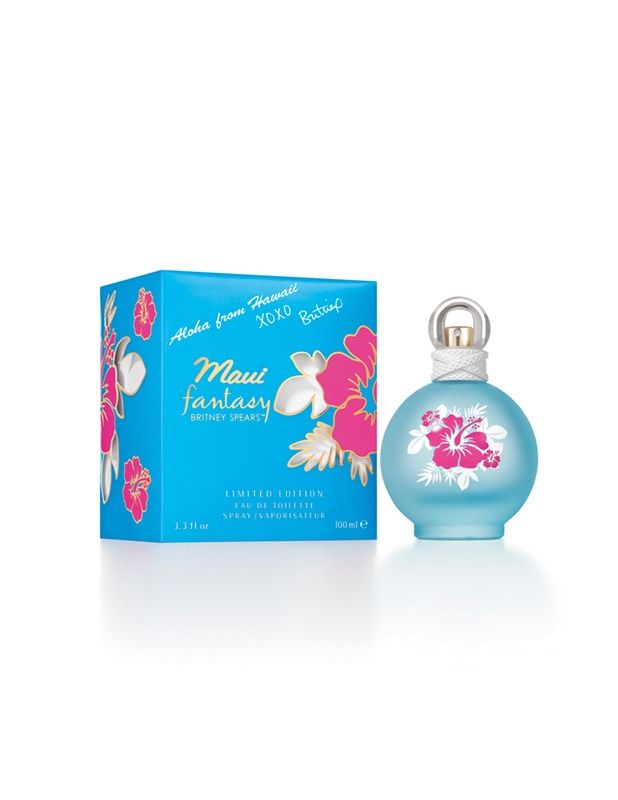 Aloha from Hawaii
XOXO Britney
Maui
fantasy
BRITNEY SPEARS™
LIMITED EDITION
EAU DE TOILETTE
3.3 fl oz SPRAY/VAPORISATEUR 100 ml ℮